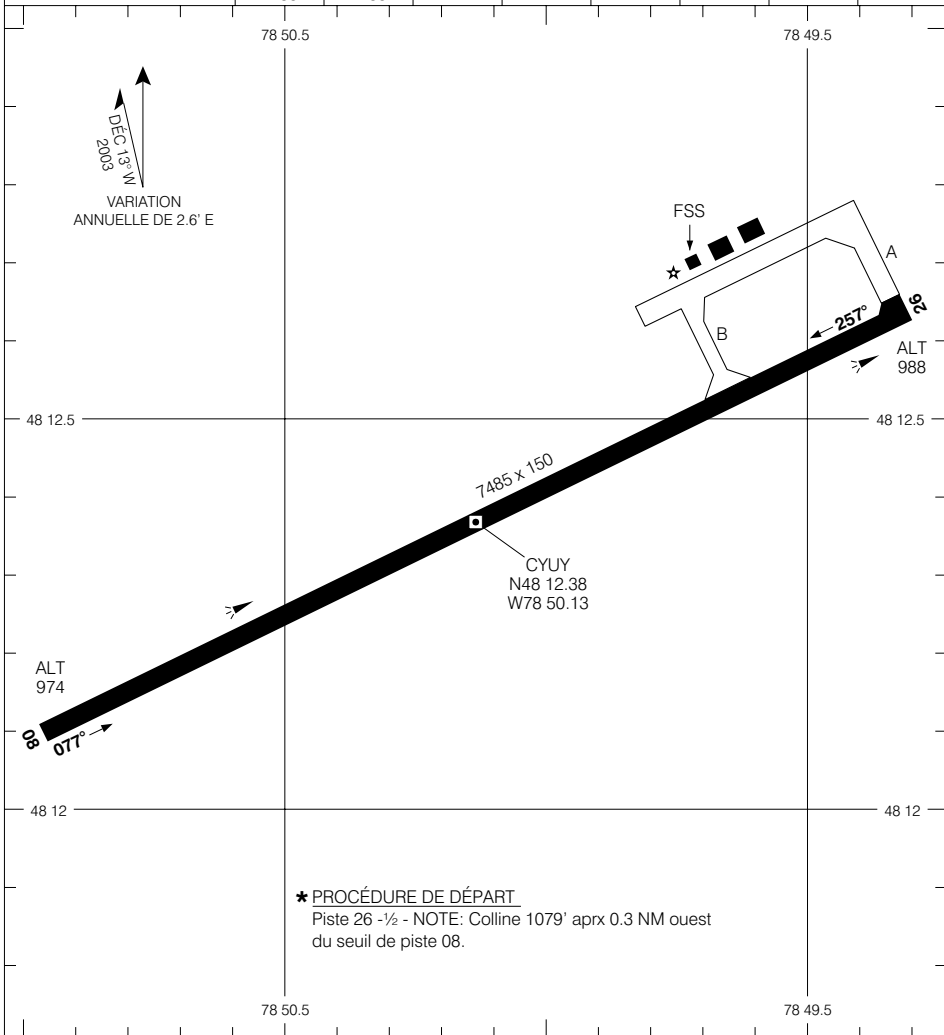 78 50.5
78 49.5
DÉC 13° W
2003
VARIATION
ANNUELLE DE 2.6' E
FSS
A
B
26
257°
ALT
988
48 12.5
48 12.5
7485 x 150
CYUY
N48 12.38
W78 50.13
ALT
974
08
077°
48 12
48 12
* PROCÉDURE DE DÉPART
Piste 26 -½ - NOTE: Colline 1079' aprx 0.3 NM ouest
du seuil de piste 08.
78 50.5
78 49.5